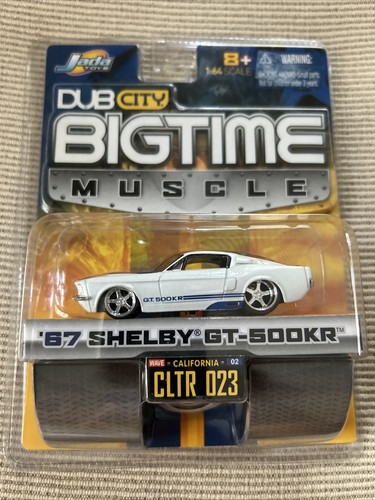 Jada
TOYS
8+
1:64 SCALE
WARNING:
DUB CITY
BIGTIME
MUSCLE
G.T. 500KR
'67 SHELBY® GT-500KR™
WAVE - CALIFORNIA - 02
CLTR 023